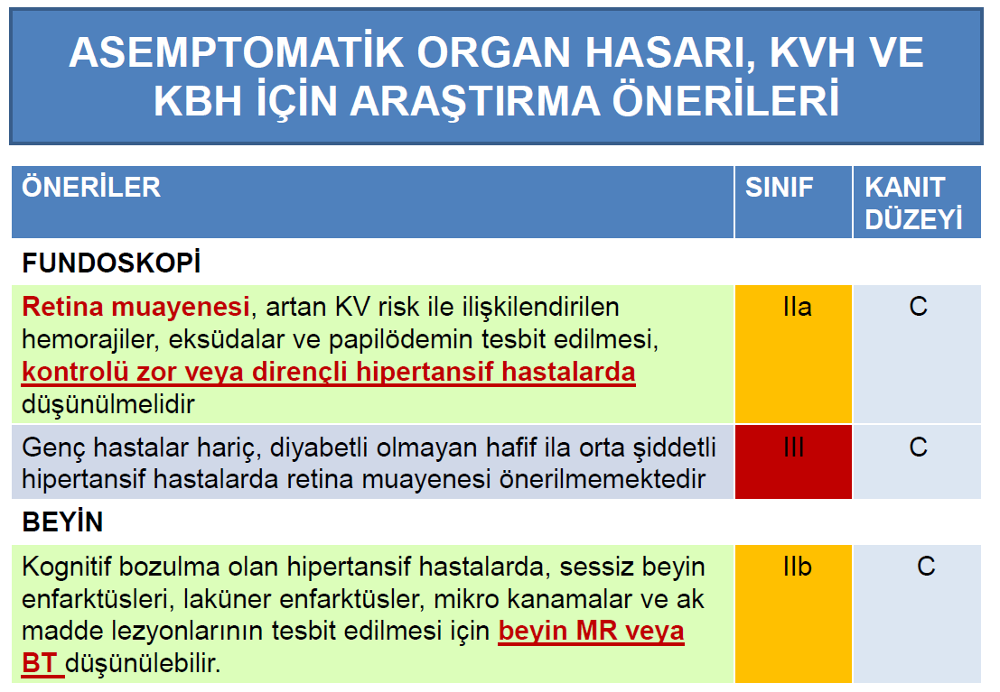 ASEMPTOMATİK ORGAN HASARI, KVH VE
KBH İÇİN ARAŞTIRMA ÖNERİLERİ
ÖNERİLER
SINIF
KANIT
DÜZEYİ
FUNDOSKOPİ
Retina muayenesi, artan KV risk ile ilişkilendirilen
hemorajiler, eksüdalar ve papilödemin tesbit edilmesi,
kontrolü zor veya dirençli hipertansif hastalarda
düşünülmelidir
IIa
C
Genç hastalar hariç, diyabetli olmayan hafif ila orta şiddetli
hipertansif hastalarda retina muayenesi önerilmemektedir
III
C
BEYİN
Kognitif bozulma olan hipertansif hastalarda, sessiz beyin
enfarktüsleri, laküner enfarktüsler, mikro kanamalar ve ak
madde lezyonlarının tesbit edilmesi için beyin MR veya
BT düşünülebilir.
IIb
C